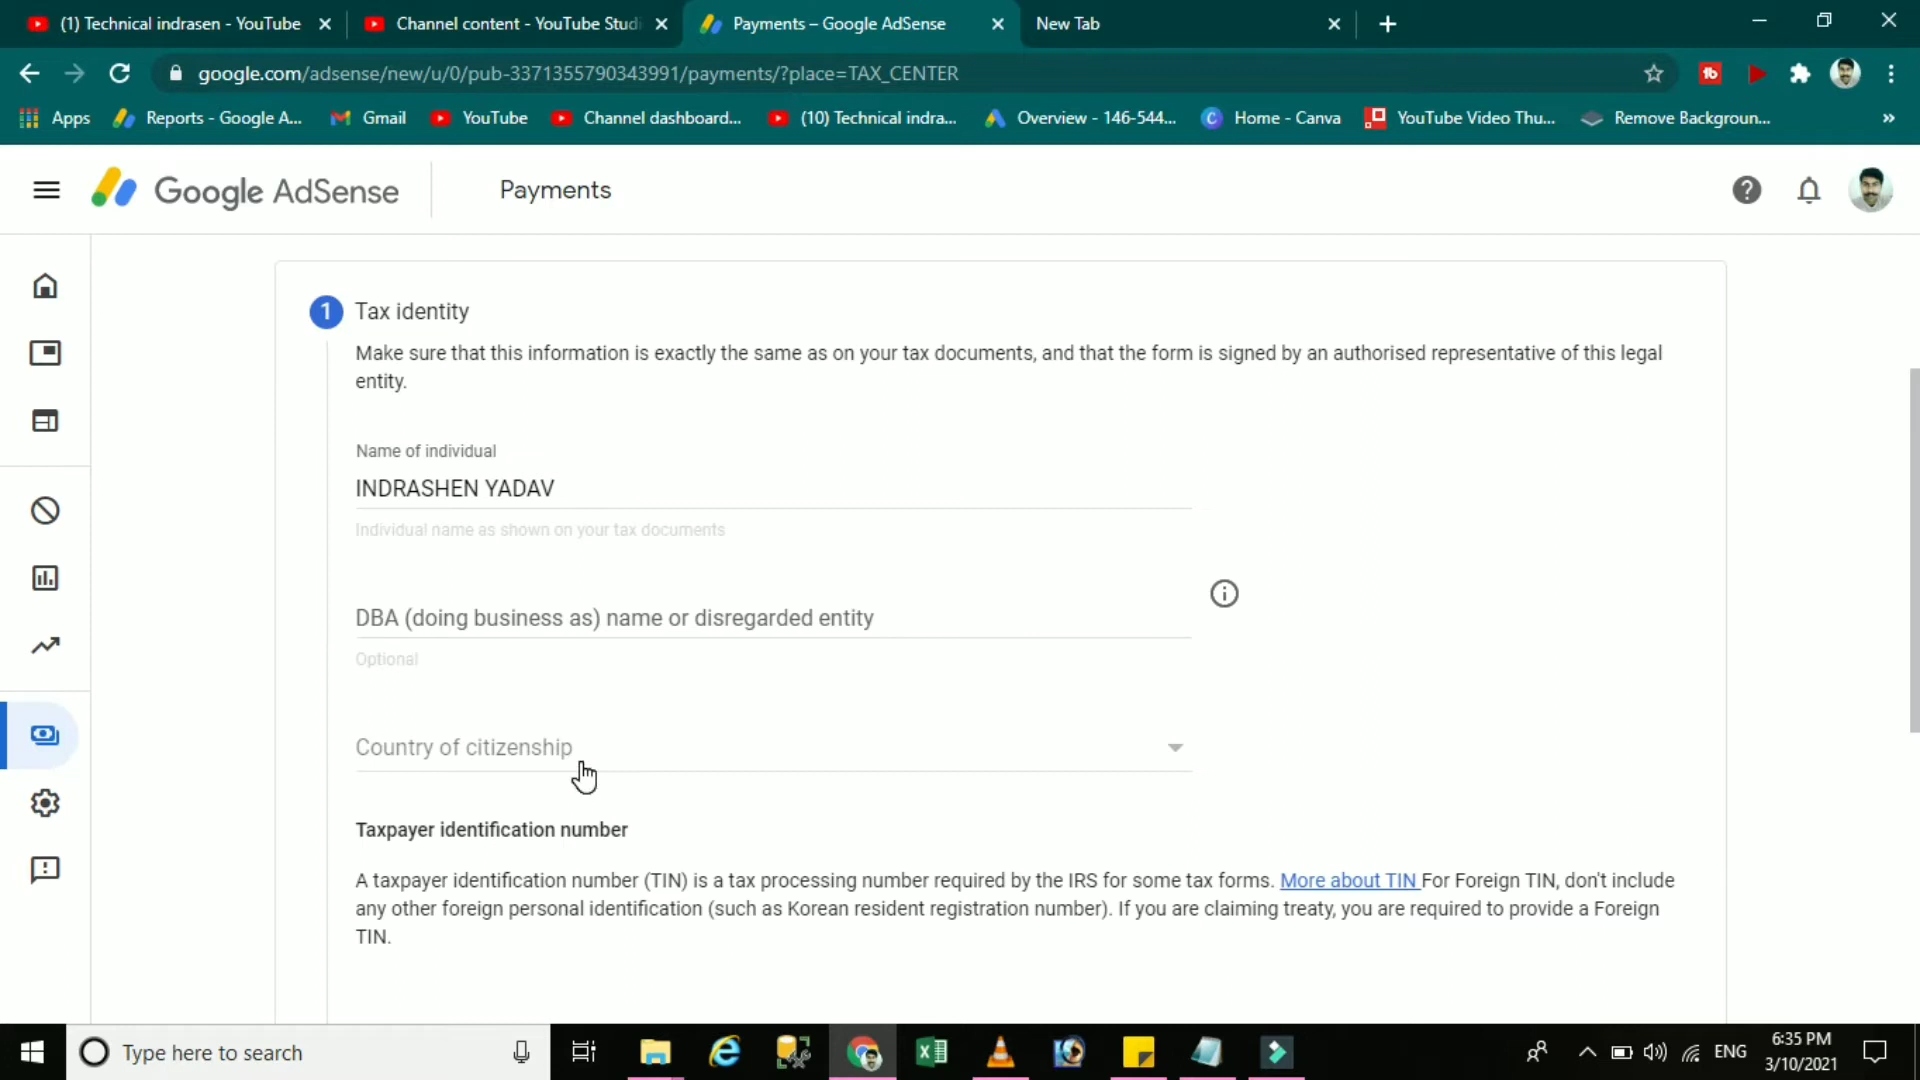 (1) Technical indrasen - YouTube
Channel content - YouTube Studi
Payments – Google AdSense
New Tab
google.com/adsense/new/u/0/pub-3371355790343991/payments/?place=TAX_CENTER
Apps
Reports - Google A...
Gmail
YouTube
Channel dashboard...
(10) Technical indra...
Overview - 146-544...
Home - Canva
YouTube Video Thu...
Remove Backgroun...
Google AdSense
Payments
1 Tax identity
Make sure that this information is exactly the same as on your tax documents, and that the form is signed by an authorised representative of this legal
entity.
Name of individual
INDRASHEN YADAV
Individual name as shown on your tax documents
DBA (doing business as) name or disregarded entity
Optional
Country of citizenship
Taxpayer identification number
A taxpayer identification number (TIN) is a tax processing number required by the IRS for some tax forms. More about TIN For Foreign TIN, don't include
any other foreign personal identification (such as Korean resident registration number). If you are claiming treaty, you are required to provide a Foreign
TIN.
Type here to search
ENG
6:35 PM
3/10/2021